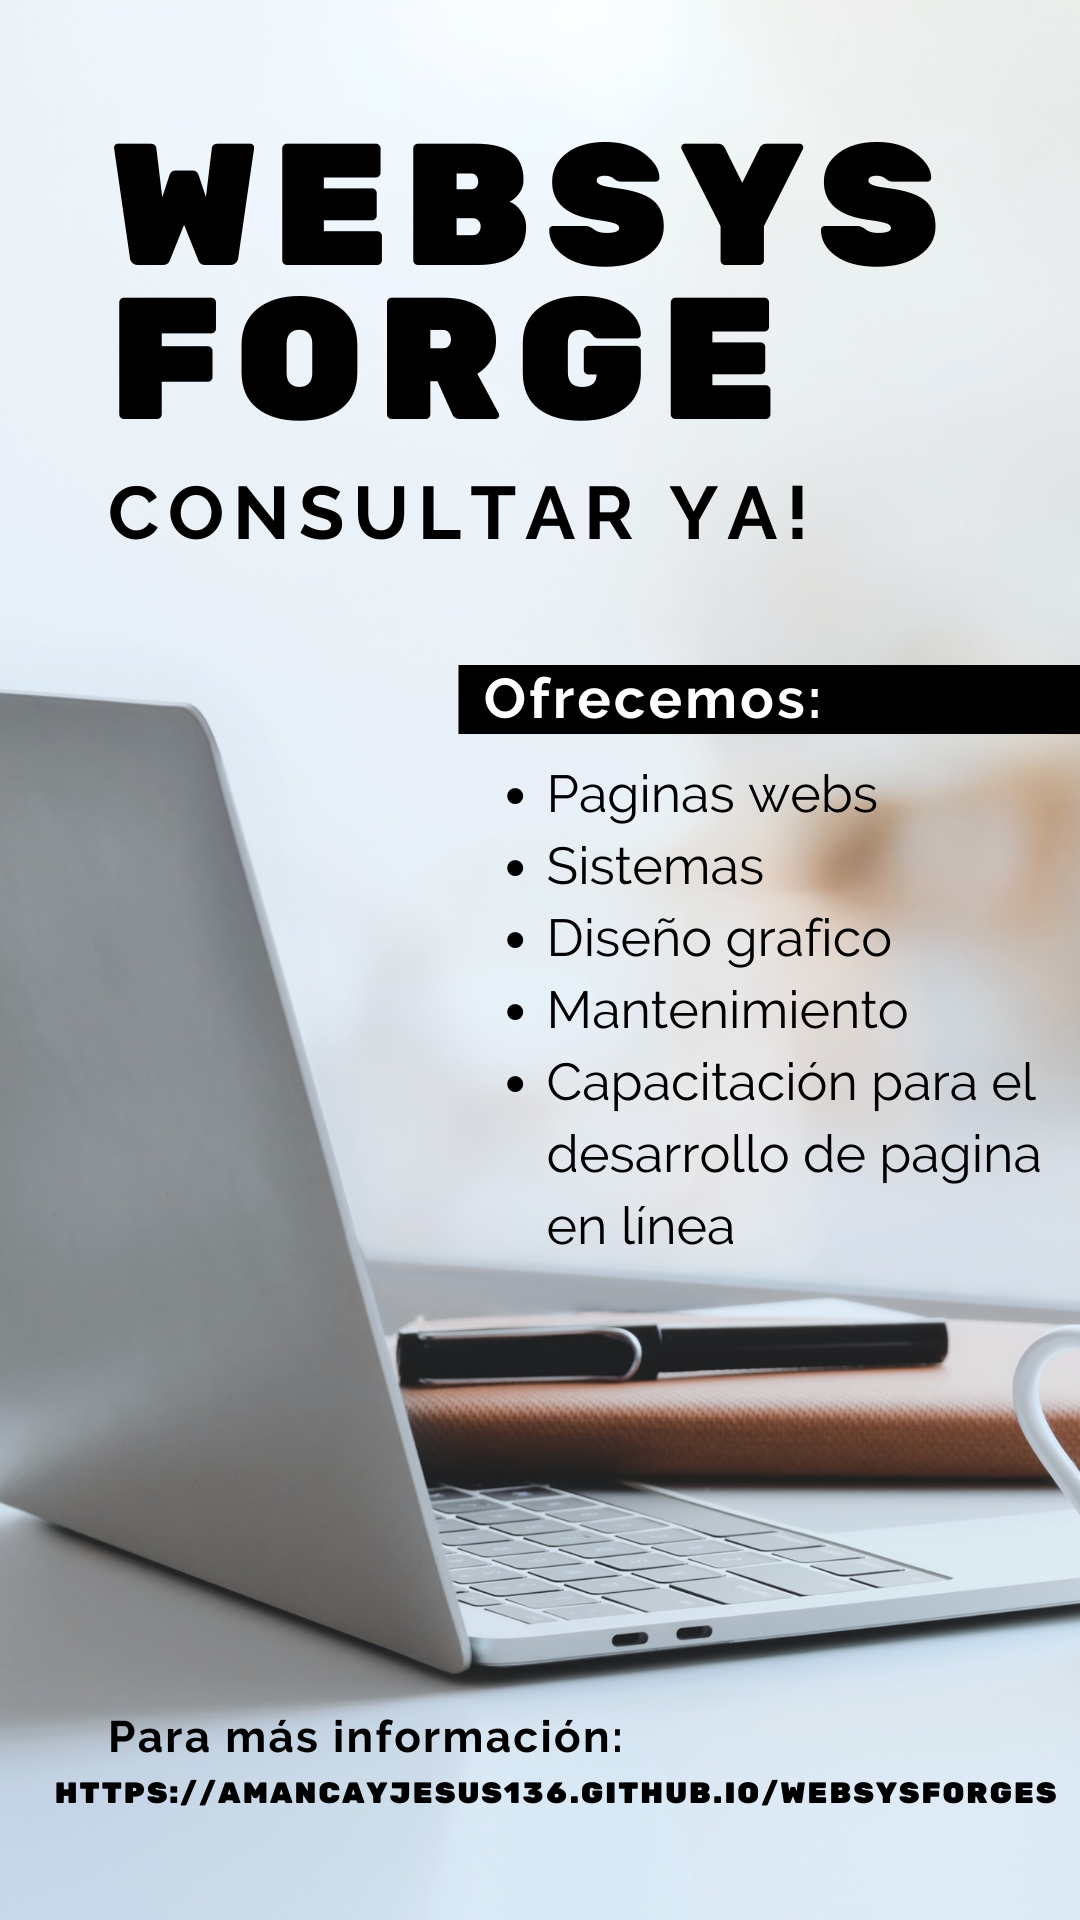 WEBSYS
FORGE
CONSULTAR YA!
Ofrecemos:
• Paginas webs
• Sistemas
• Diseño grafico
• Mantenimiento
• Capacitación para el
desarrollo de pagina
en línea
Para más información:
HTTPS://AMANCAYJESUS136.GITHUB.IO/WEBSYSFORGES